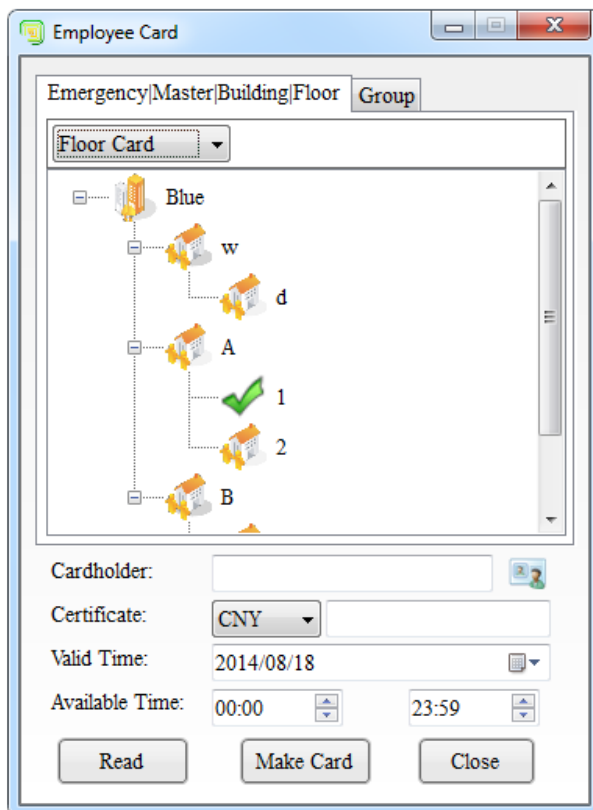 Employee Card
Emergency|Master|Building|Floor Group
Floor Card
Blue
w
d
A
1
2
B
Cardholder:
Certificate: CNY
Valid Time: 2014/08/18
Available Time: 00:00 23:59
Read Make Card Close